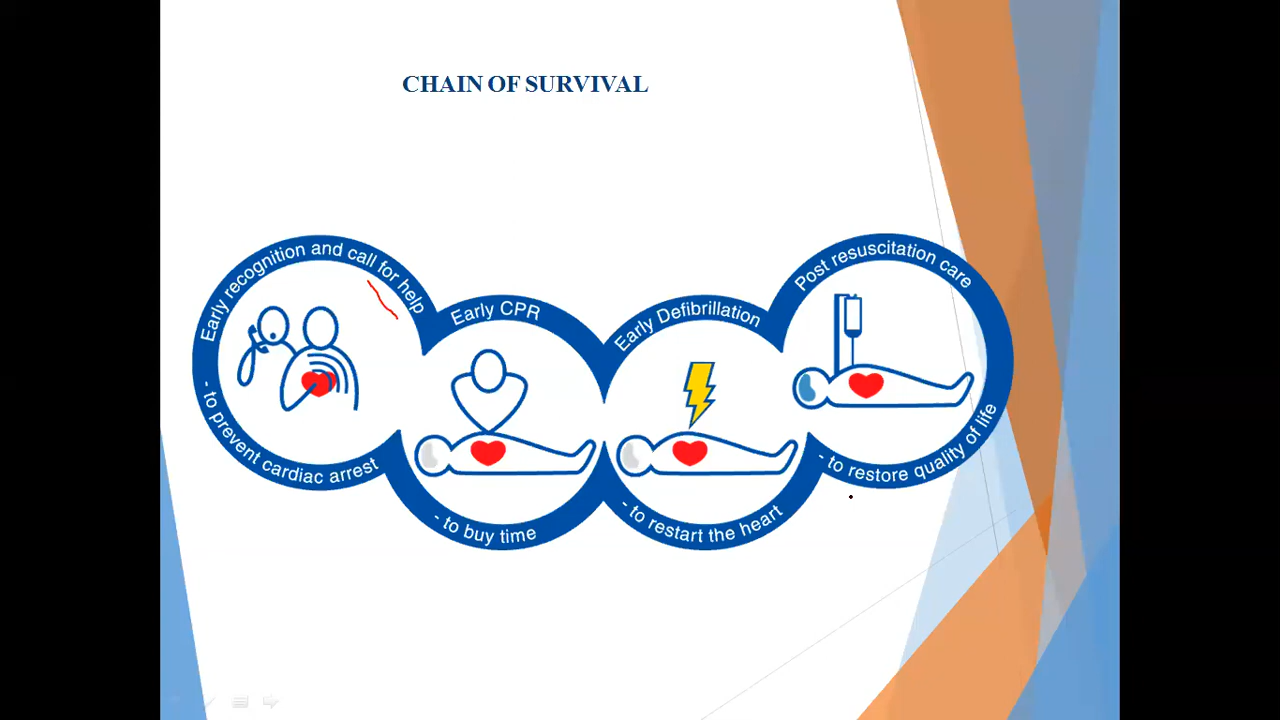 CHAIN OF SURVIVAL
Early recognition and call for help
- to prevent cardiac arrest
Early CPR
- to buy time
Early Defibrillation
- to restart the heart
Post resuscitation care
- to restore quality of life